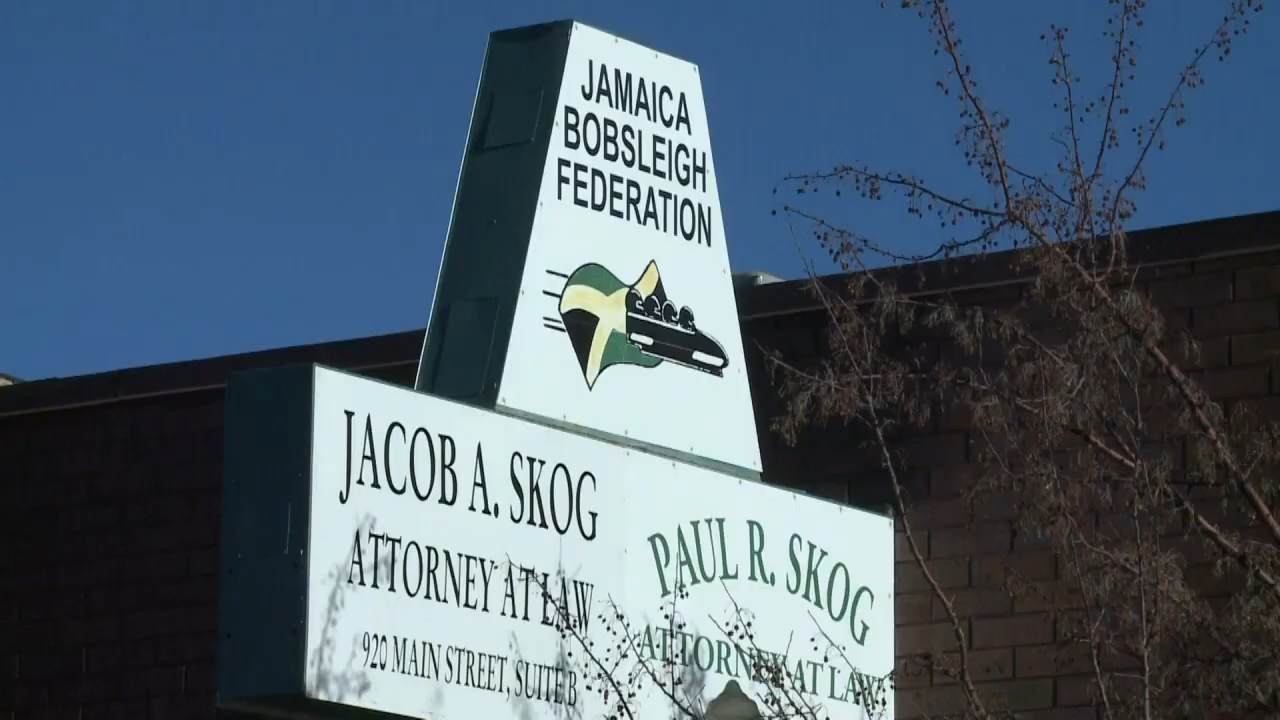 JAMAICA
BOBSLEIGH
FEDERATION
JACOB A. SKOG
ATTORNEY AT LAW
920 MAIN STREET, SUITE B
PAUL R. SKOG
ATTORNEY AT LAW